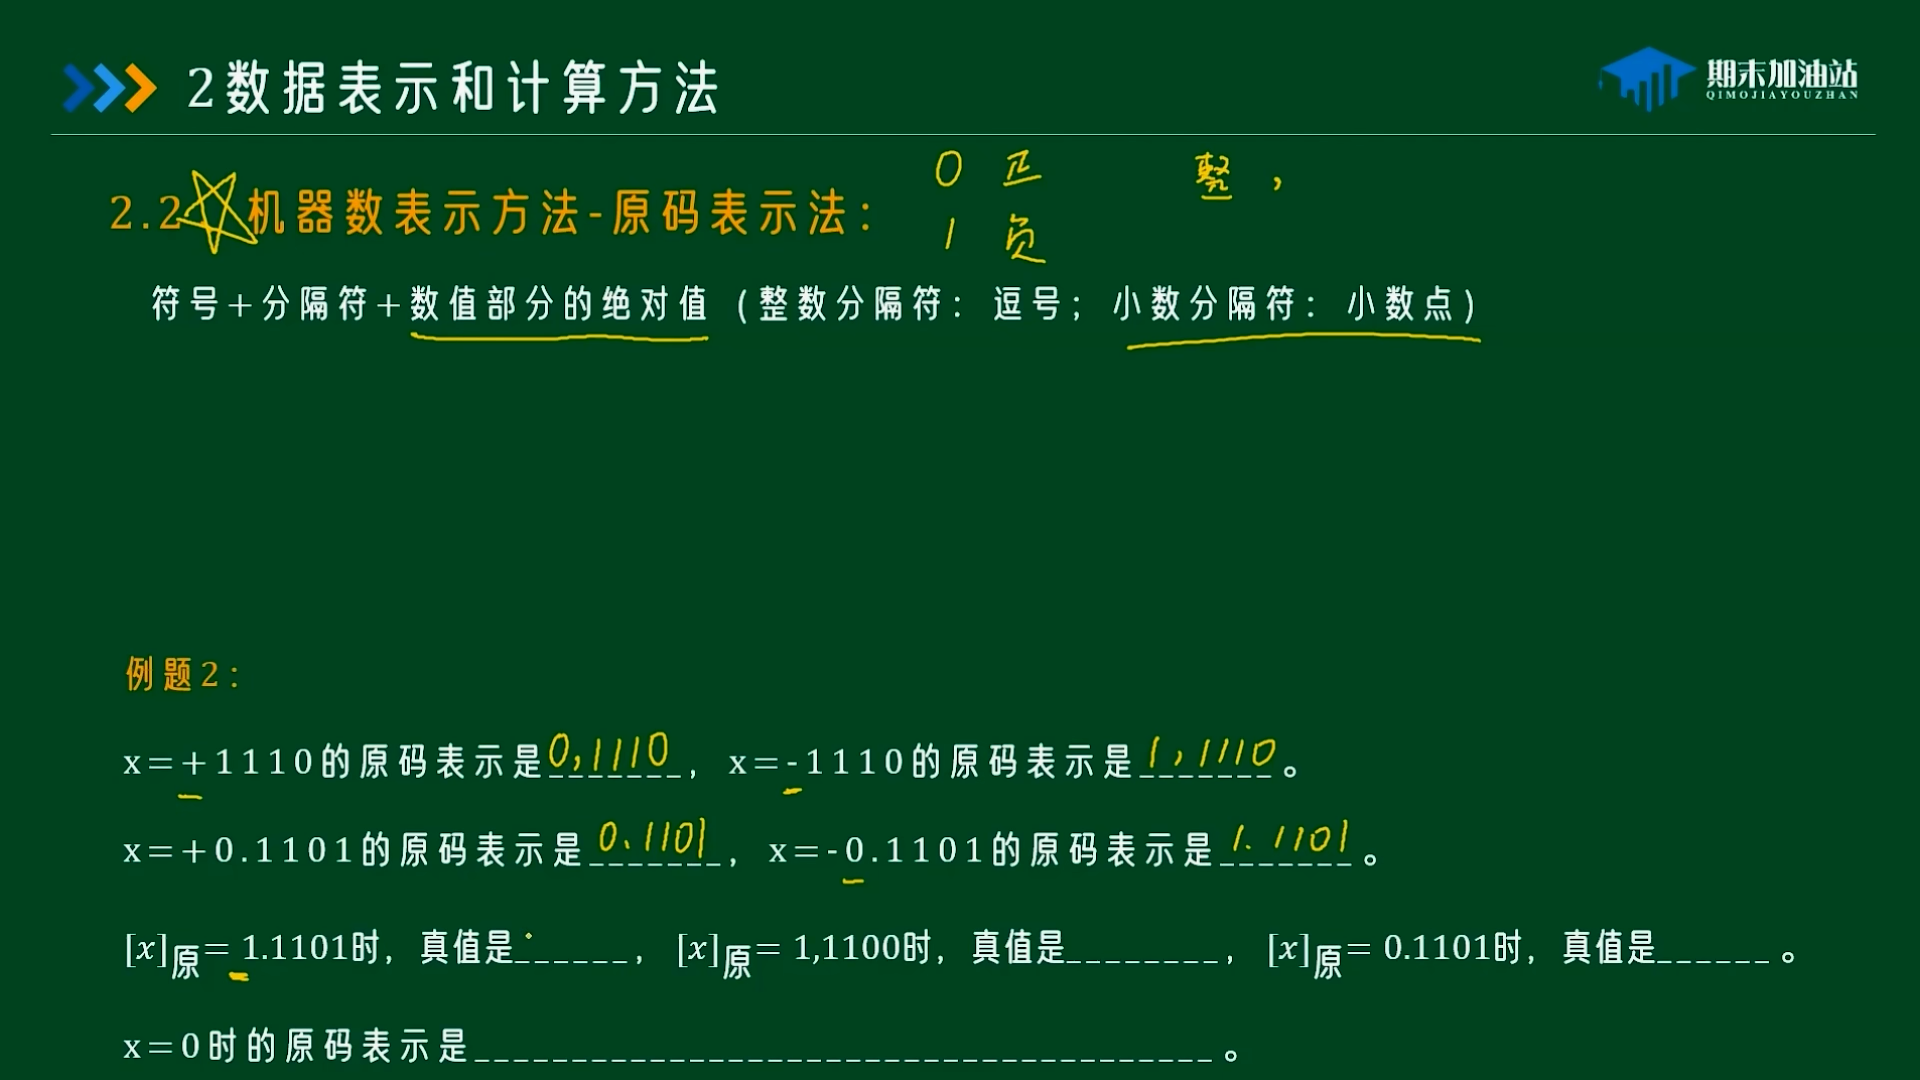 2数据表示和计算方法
期末加油站
QIMOJIAYOUZHAN
0 正 整 ，
1 负
2.2 机器数表示方法-原码表示法：
符号＋分隔符＋数值部分的绝对值（整数分隔符：逗号；小数分隔符：小数点）
例题2：
x=+1110的原码表示是0,1110，x=-1110的原码表示是1,1110。
x=+0.1101的原码表示是0.1101，x=-0.1101的原码表示是1.1101。
[x]原= 1.1101时，真值是______，[x]原= 1,1100时，真值是________，[x]原= 0.1101时，真值是______。
x=0时的原码表示是______________________________________。